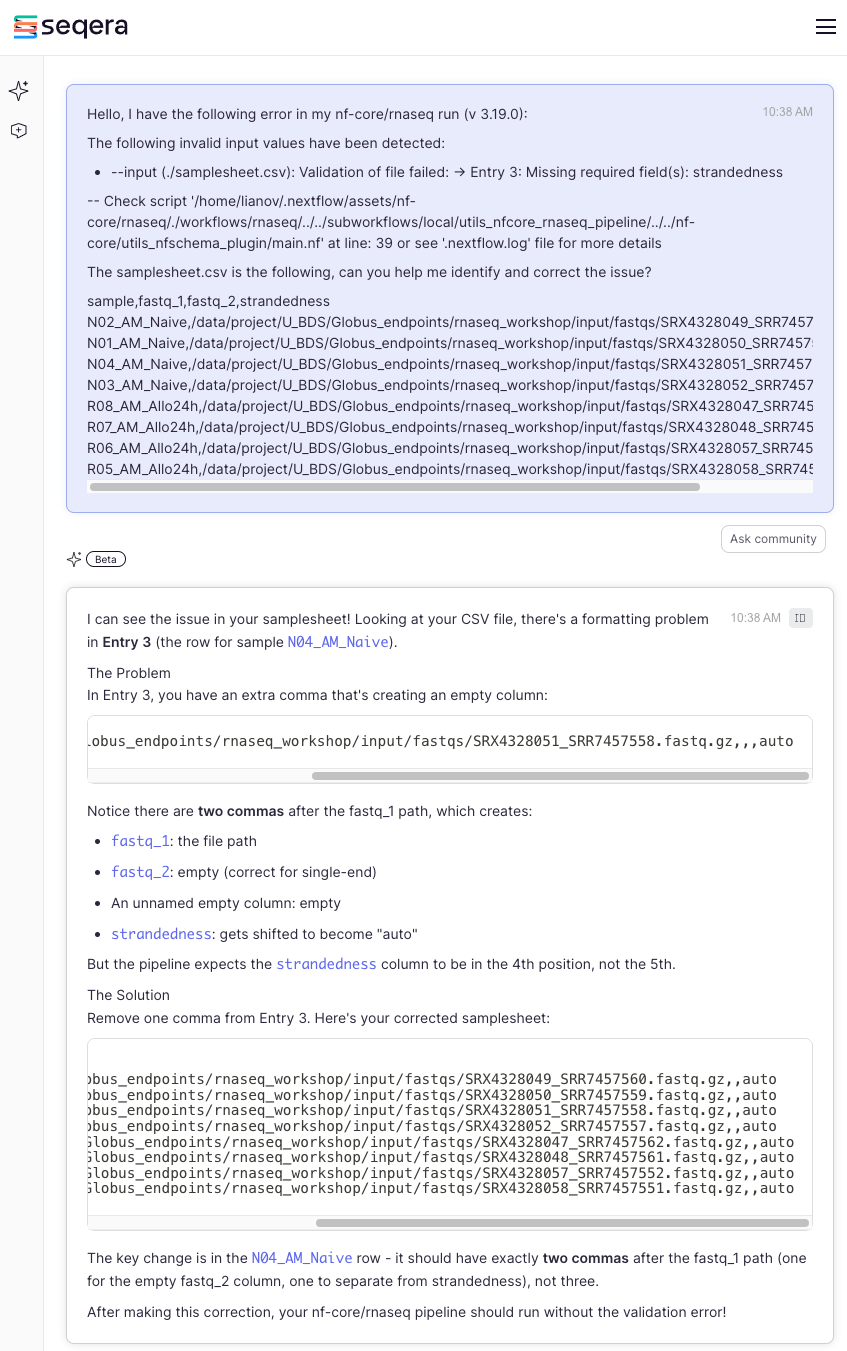 seqera
Hello, I have the following error in my nf-core/rnaseq run (v 3.19.0):
10:38 AM
The following invalid input values have been detected:
• --input (./samplesheet.csv): Validation of file failed: → Entry 3: Missing required field(s): strandedness
-- Check script '/home/lianov/.nextflow/assets/nf-
core/rnaseq/./workflows/rnaseq/../../subworkflows/local/utils_nfcore_rnaseq_pipeline/../../nf-
core/utils_nfschema_plugin/main.nf' at line: 39 or see '.nextflow.log' file for more details
The samplesheet.csv is the following, can you help me identify and correct the issue?
sample,fastq_1,fastq_2,strandedness
N02_AM_Naive,/data/project/U_BDS/Globus_endpoints/rnaseq_workshop/input/fastqs/SRX4328049_SRR7457
N01_AM_Naive,/data/project/U_BDS/Globus_endpoints/rnaseq_workshop/input/fastqs/SRX4328050_SRR7457
N04_AM_Naive,/data/project/U_BDS/Globus_endpoints/rnaseq_workshop/input/fastqs/SRX4328051_SRR7457
N03_AM_Naive,/data/project/U_BDS/Globus_endpoints/rnaseq_workshop/input/fastqs/SRX4328052_SRR7457
R08_AM_Allo24h,/data/project/U_BDS/Globus_endpoints/rnaseq_workshop/input/fastqs/SRX4328047_SRR745
R07_AM_Allo24h,/data/project/U_BDS/Globus_endpoints/rnaseq_workshop/input/fastqs/SRX4328048_SRR745
R06_AM_Allo24h,/data/project/U_BDS/Globus_endpoints/rnaseq_workshop/input/fastqs/SRX4328057_SRR745
R05_AM_Allo24h,/data/project/U_BDS/Globus_endpoints/rnaseq_workshop/input/fastqs/SRX4328058_SRR745
Ask community
Beta
I can see the issue in your samplesheet! Looking at your CSV file, there's a formatting problem
10:38 AM
ID
in Entry 3 (the row for sample N04_AM_Naive).
The Problem
In Entry 3, you have an extra comma that's creating an empty column:
lobus_endpoints/rnaseq_workshop/input/fastqs/SRX4328051_SRR7457558.fastq.gz,,,auto
Notice there are two commas after the fastq_1 path, which creates:
• fastq_1: the file path
• fastq_2: empty (correct for single-end)
• An unnamed empty column: empty
• strandedness: gets shifted to become "auto"
But the pipeline expects the strandedness column to be in the 4th position, not the 5th.
The Solution
Remove one comma from Entry 3. Here's your corrected samplesheet:
obus_endpoints/rnaseq_workshop/input/fastqs/SRX4328049_SRR7457560.fastq.gz,,auto
obus_endpoints/rnaseq_workshop/input/fastqs/SRX4328050_SRR7457559.fastq.gz,,auto
obus_endpoints/rnaseq_workshop/input/fastqs/SRX4328051_SRR7457558.fastq.gz,,auto
obus_endpoints/rnaseq_workshop/input/fastqs/SRX4328052_SRR7457557.fastq.gz,,auto
Globus_endpoints/rnaseq_workshop/input/fastqs/SRX4328047_SRR7457562.fastq.gz,,auto
Globus_endpoints/rnaseq_workshop/input/fastqs/SRX4328048_SRR7457561.fastq.gz,,auto
Globus_endpoints/rnaseq_workshop/input/fastqs/SRX4328057_SRR7457552.fastq.gz,,auto
Globus_endpoints/rnaseq_workshop/input/fastqs/SRX4328058_SRR7457551.fastq.gz,,auto
The key change is in the N04_AM_Naive row - it should have exactly two commas after the fastq_1 path (one
for the empty fastq_2 column, one to separate from strandedness), not three.
After making this correction, your nf-core/rnaseq pipeline should run without the validation error!